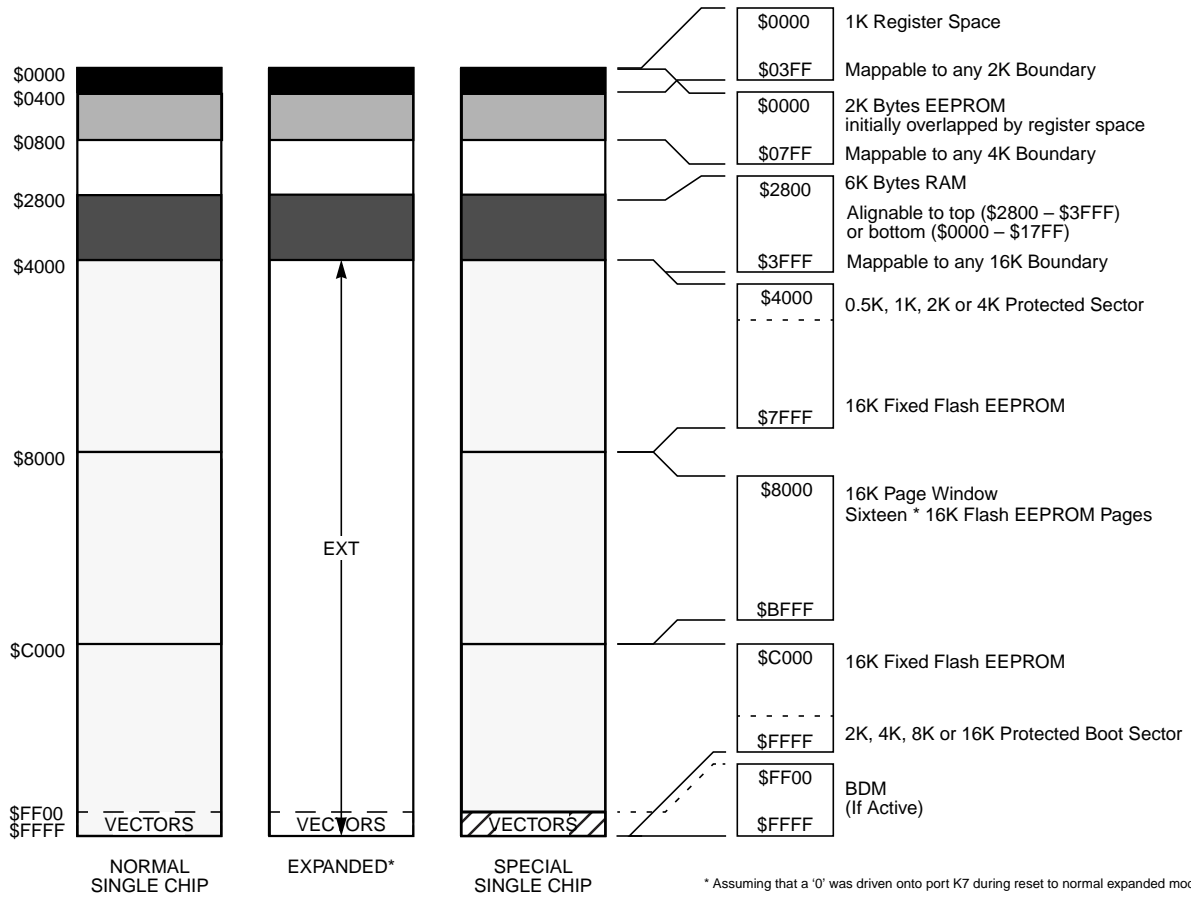 $0000
$0400
$0800
$2800
$4000
$8000
$C000
$FF00
$FFFF
VECTORS
NORMAL
SINGLE CHIP
EXT
VECTORS
EXPANDED*
VECTORS
SPECIAL
SINGLE CHIP
$0000
1K Register Space
$03FF
Mappable to any 2K Boundary
$0000
2K Bytes EEPROM
initially overlapped by register space
$07FF
Mappable to any 4K Boundary
$2800
6K Bytes RAM
Alignable to top ($2800 – $3FFF)
or bottom ($0000 – $17FF)
$3FFF
Mappable to any 16K Boundary
$4000
0.5K, 1K, 2K or 4K Protected Sector
16K Fixed Flash EEPROM
$7FFF
$8000
16K Page Window
Sixteen * 16K Flash EEPROM Pages
$BFFF
$C000
16K Fixed Flash EEPROM
2K, 4K, 8K or 16K Protected Boot Sector
$FFFF
$FF00
BDM
(If Active)
$FFFF
* Assuming that a ‘0’ was driven onto port K7 during reset to normal expanded